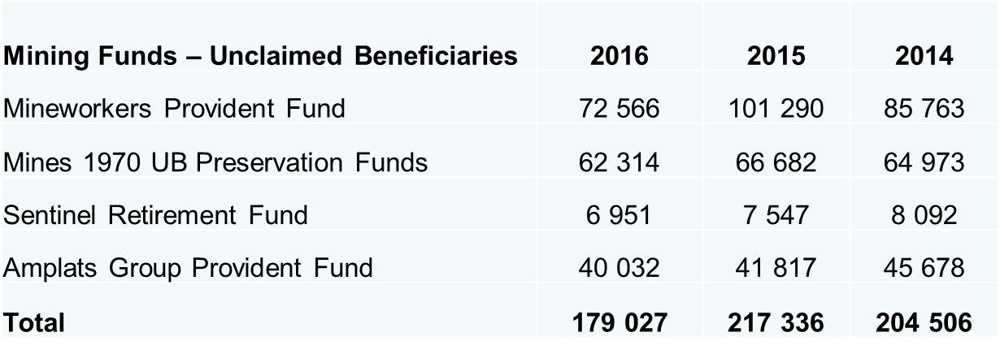 Mining Funds – Unclaimed Beneficiaries 2016 2015 2014
Mineworkers Provident Fund 72 566 101 290 85 763
Mines 1970 UB Preservation Funds 62 314 66 682 64 973
Sentinel Retirement Fund 6 951 7 547 8 092
Amplats Group Provident Fund 40 032 41 817 45 678
Total 179 027 217 336 204 506